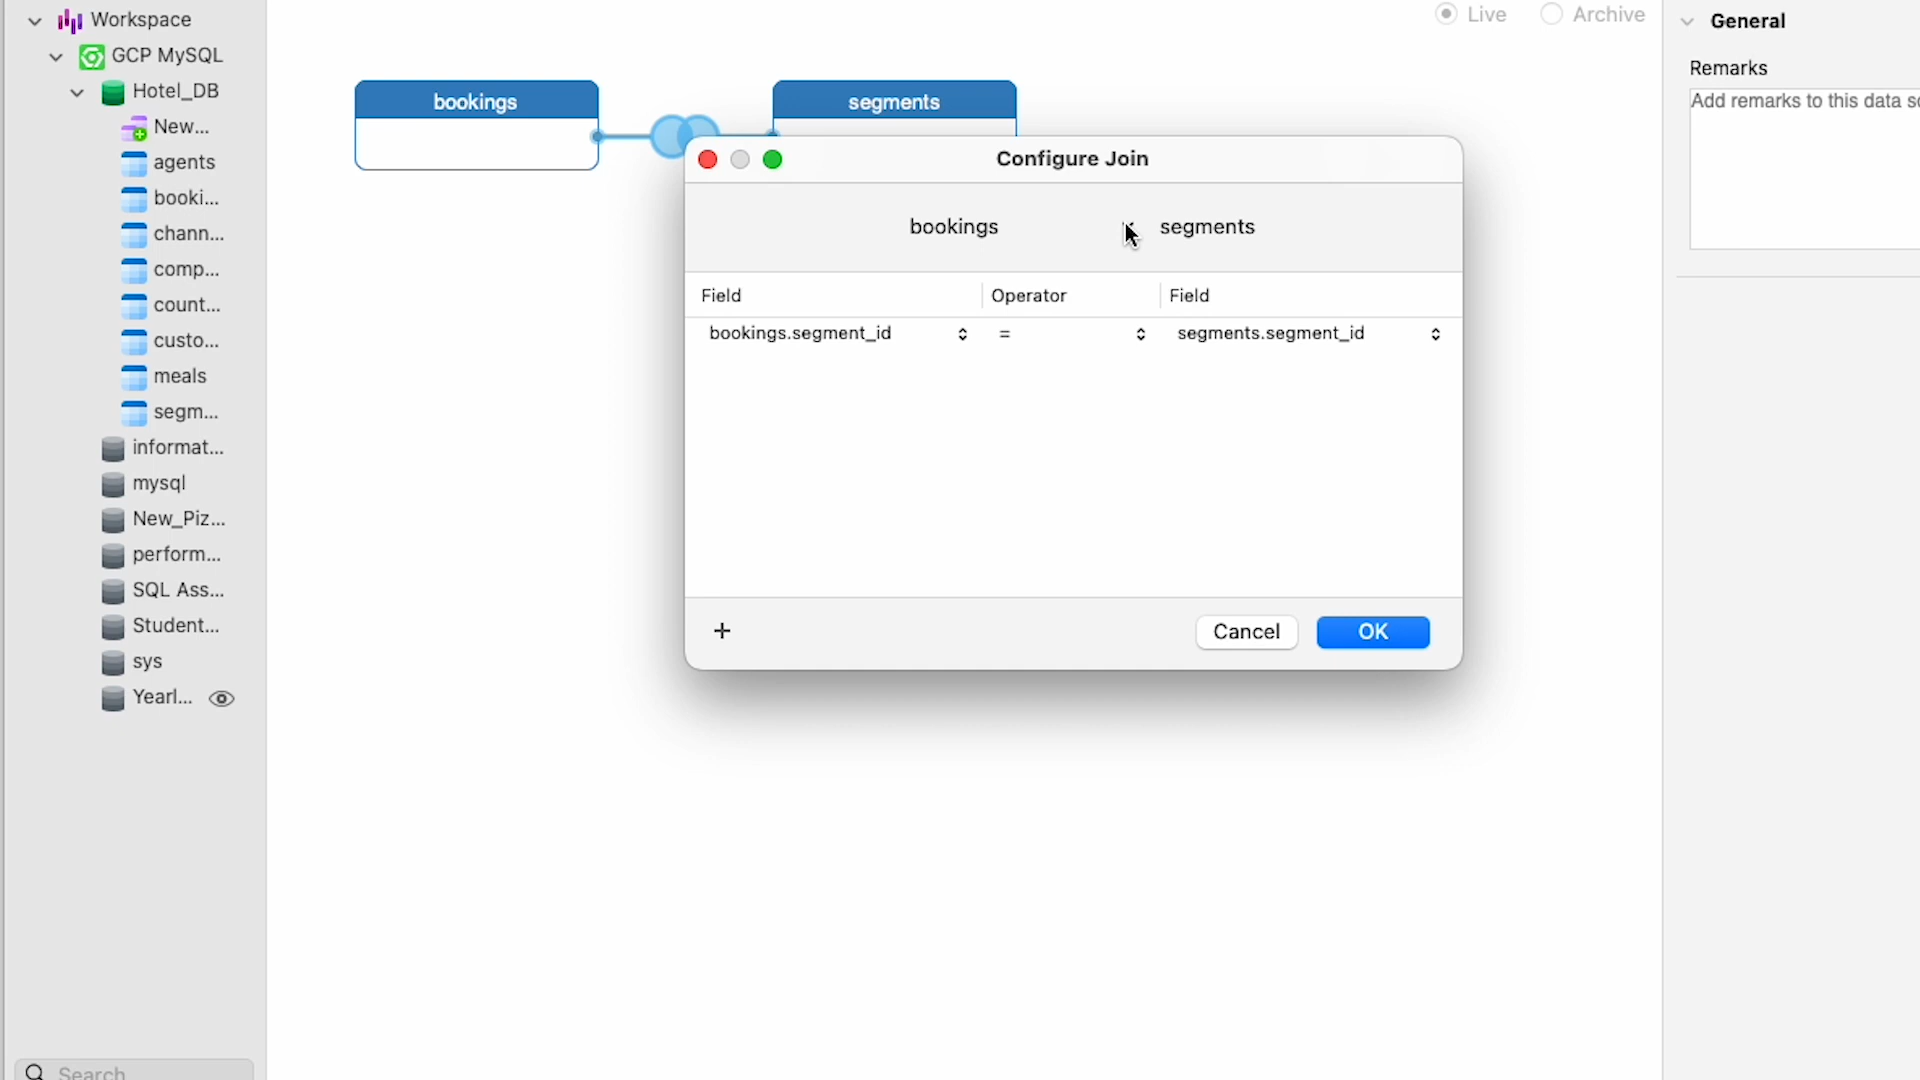 Workspace
GCP MySQL
Hotel_DB
New...
agents
booki...
chann...
comp...
count...
custo...
meals
segm...
informat...
mysql
New_Piz...
perform...
SQL Ass...
Student...
sys
Yearl...
Search
Live
Archive
bookings
segments
Configure Join
bookings
segments
Field Operator Field
bookings.segment_id = segments.segment_id
+
Cancel
OK
General
Remarks
Add remarks to this data so